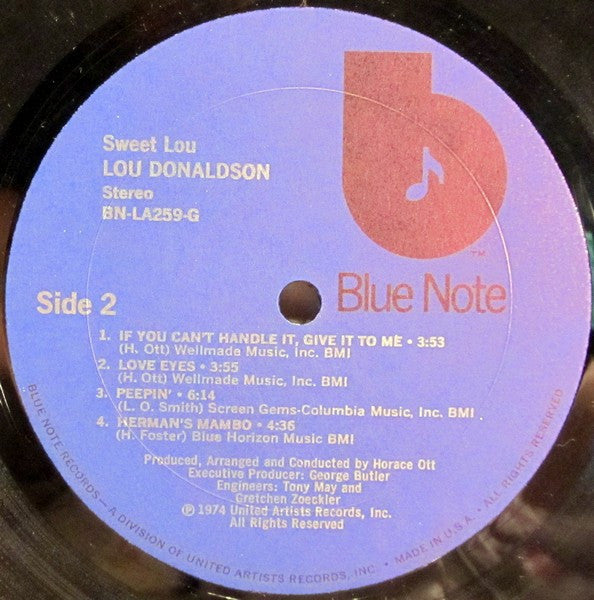 Sweet Lou
LOU DONALDSON
Stereo
BN-LA259-G
b
TM
Blue Note
Side 2
1. IF YOU CAN'T HANDLE IT, GIVE IT TO ME • 3:53
(H. Ott) Wellmade Music, Inc. BMI
2. LOVE EYES • 3:55
(H. Ott) Wellmade Music, Inc. BMI
3. PEEPIN' • 6:14
(L. O. Smith) Screen Gems-Columbia Music, Inc. BMI
4 HERMAN'S MAMBO • 4:36
(H. Foster) Blue Horizon Music BMI
Produced, Arranged and Conducted by Horace Ott
Executive Producer: George Butler
Engineers: Tony May and
Gretchen Zoeckler
℗ 1974 United Artists Records, Inc.
All Rights Reserved
BLUE NOTE RECORDS—A DIVISION OF UNITED ARTISTS RECORDS, INC. • MADE IN U.S.A. • ALL RIGHTS RESERVED